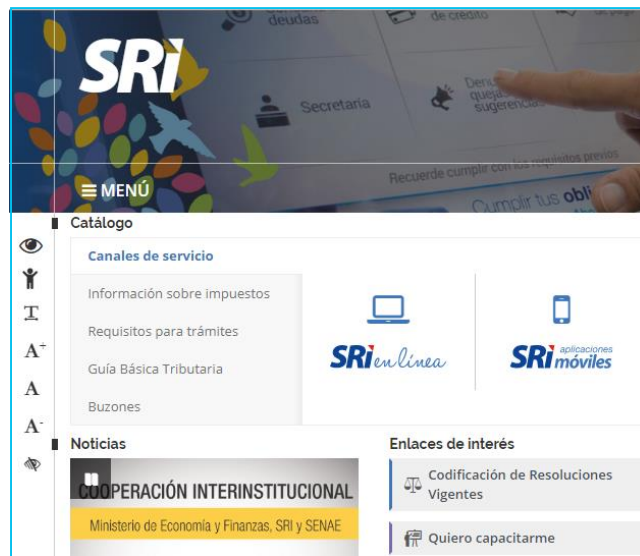 deudas
de crédito
SRi
Secretaría
Denu
quejas
sugerencias
Recuerde cumplir con los requisitos previos
Cumplir tus obli
MENÚ
Catálogo
Canales de servicio
Información sobre impuestos
Requisitos para trámites
Guía Básica Tributaria
Buzones
SRi en línea
SRi aplicaciones
móviles
T
A+
A
A-
Noticias
COOPERACIÓN INTERINSTITUCIONAL
Ministerio de Economía y Finanzas, SRI y SENAE
Enlaces de interés
Codificación de Resoluciones
Vigentes
Quiero capacitarme